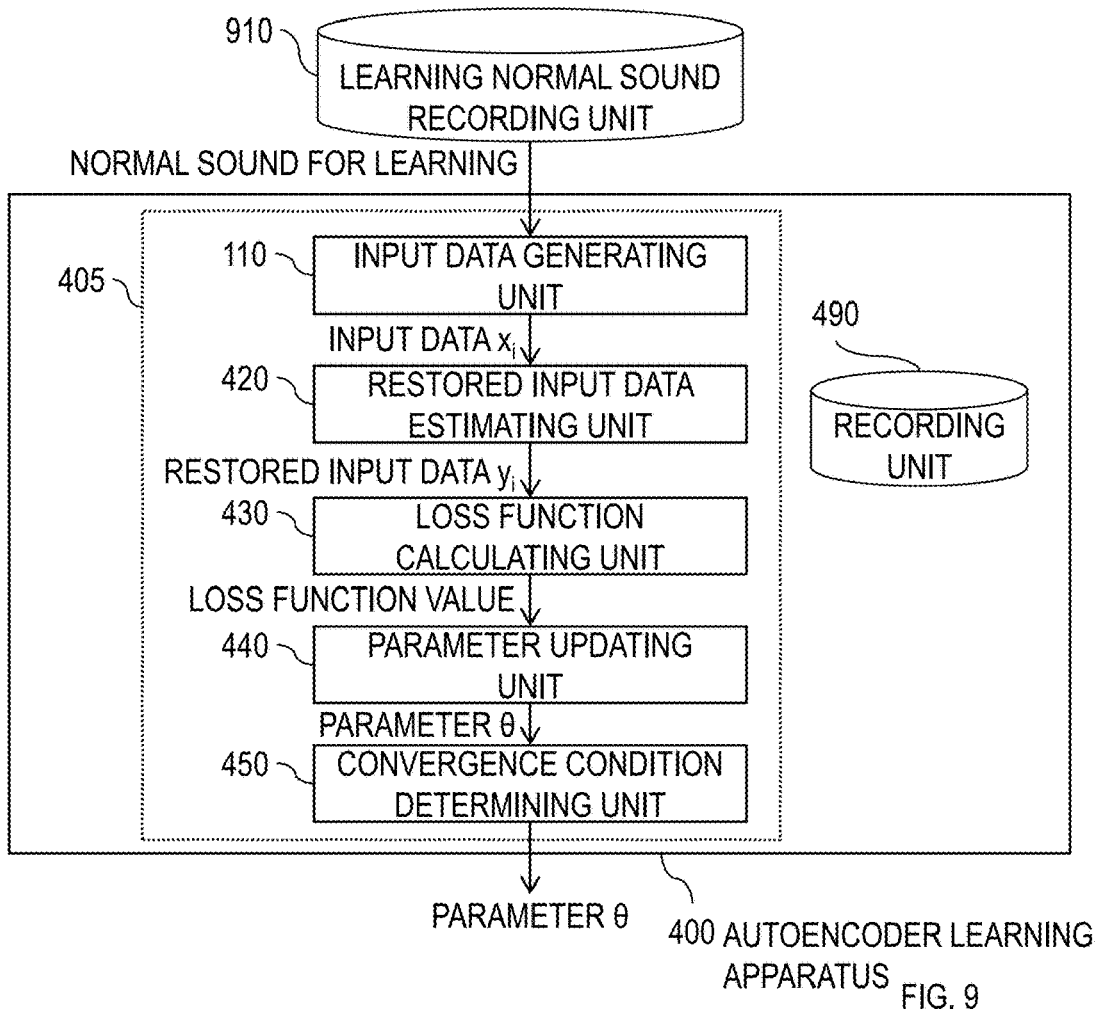 910
LEARNING NORMAL SOUND
RECORDING UNIT
NORMAL SOUND FOR LEARNING
405
110
INPUT DATA GENERATING
UNIT
INPUT DATA xi
420
RESTORED INPUT DATA
ESTIMATING UNIT
490
RECORDING
UNIT
RESTORED INPUT DATA yi
430
LOSS FUNCTION
CALCULATING UNIT
LOSS FUNCTION VALUE
440
PARAMETER UPDATING
UNIT
PARAMETER θ
450
CONVERGENCE CONDITION
DETERMINING UNIT
PARAMETER θ
400 AUTOENCODER LEARNING
APPARATUS
FIG. 9